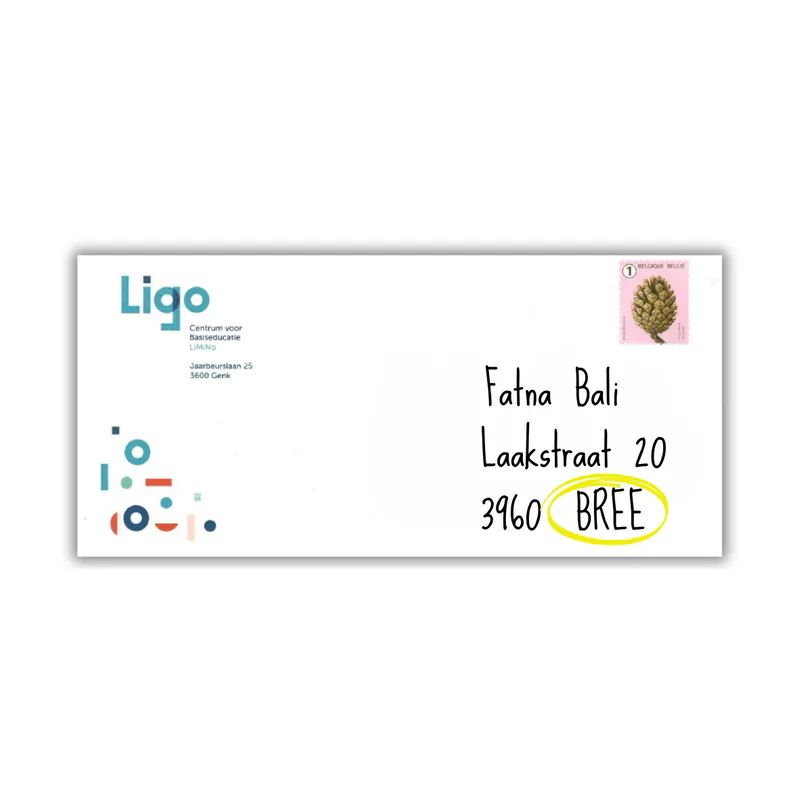 Ligo
Centrum voor
Basiseducatie
LiMiNo
Jaarbeurslaan 25
3600 Genk
1 BELGIQUE BELGIË
Fatna Bali
Laakstraat 20
3960 BREE